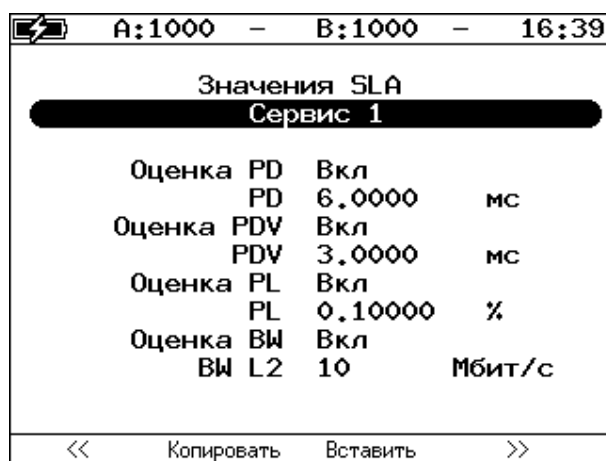 A:1000 – B:1000 – 16:39
Значения SLA
Сервис 1
Оценка PD Вкл
PD 6.0000 мс
Оценка PDV Вкл
PDV 3.0000 мс
Оценка PL Вкл
PL 0.10000 %
Оценка BW Вкл
BW L2 10 Мбит/с
<< Копировать Вставить >>